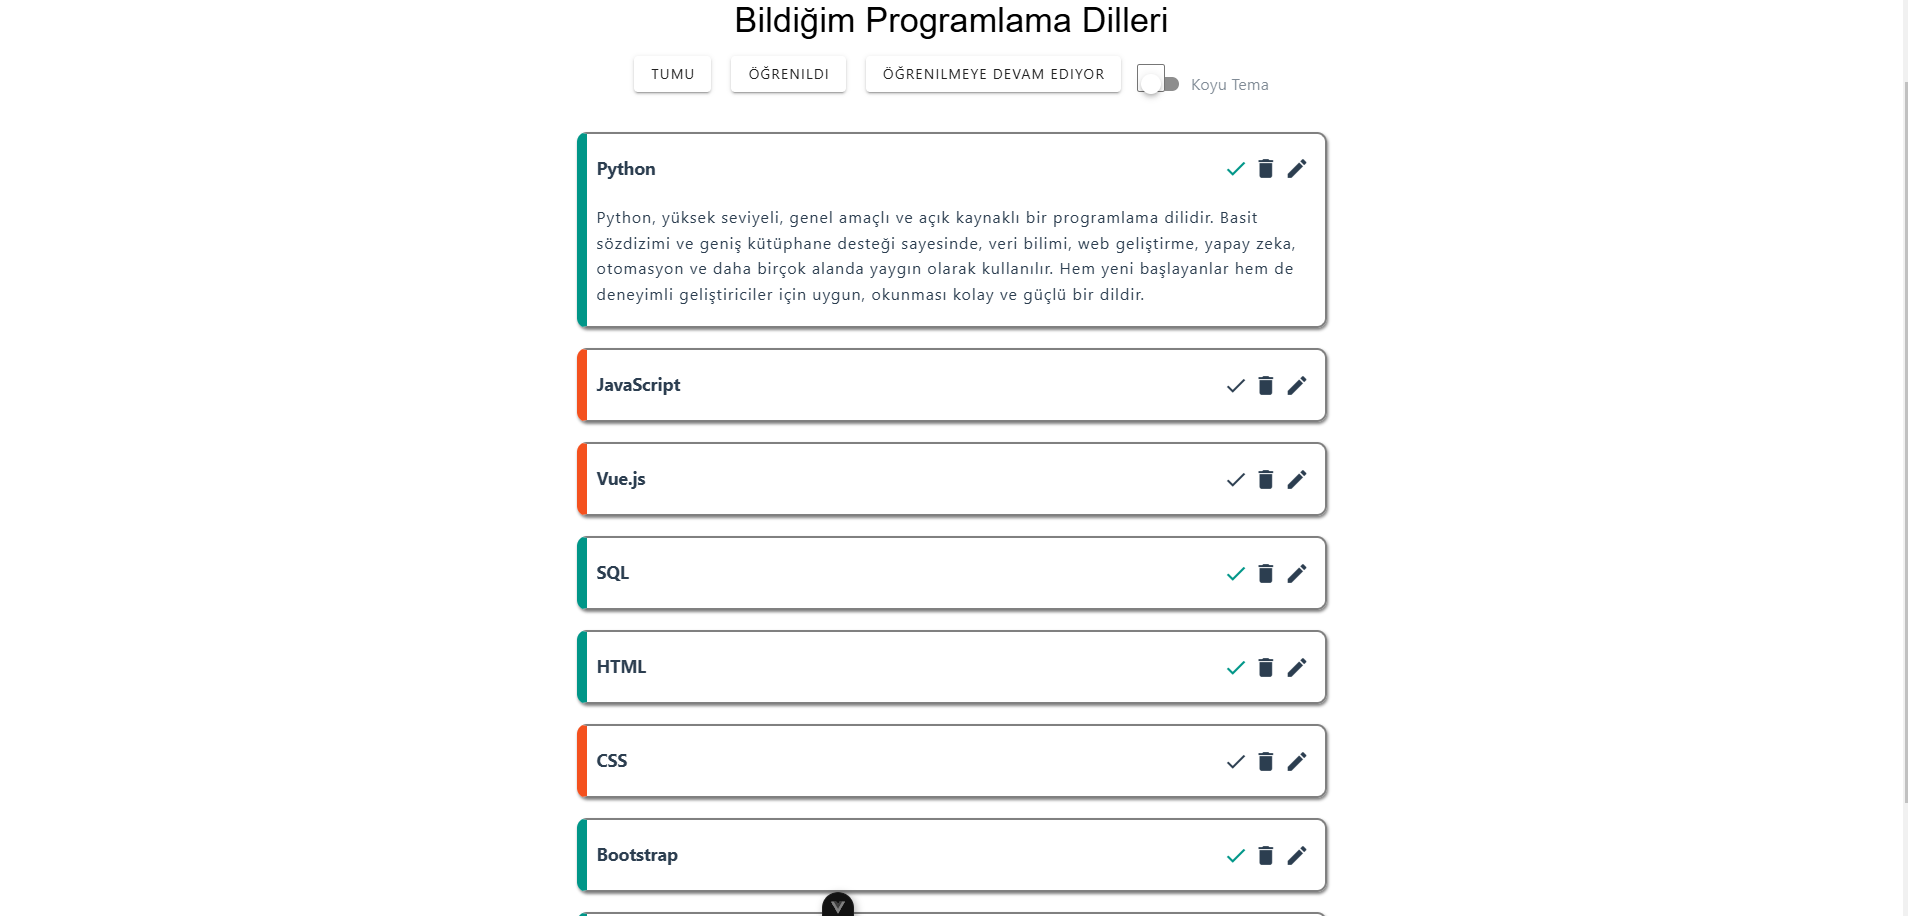 Bildiğim Programlama Dilleri
TUMU ÖĞRENILDI ÖĞRENILMEYE DEVAM EDIYOR Koyu Tema
Python
Python, yüksek seviyeli, genel amaçlı ve açık kaynaklı bir programlama dilidir. Basit
sözdizimi ve geniş kütüphane desteği sayesinde, veri bilimi, web geliştirme, yapay zeka,
otomasyon ve daha birçok alanda yaygın olarak kullanılır. Hem yeni başlayanlar hem de
deneyimli geliştiriciler için uygun, okunması kolay ve güçlü bir dildir.
JavaScript
Vue.js
SQL
HTML
CSS
Bootstrap